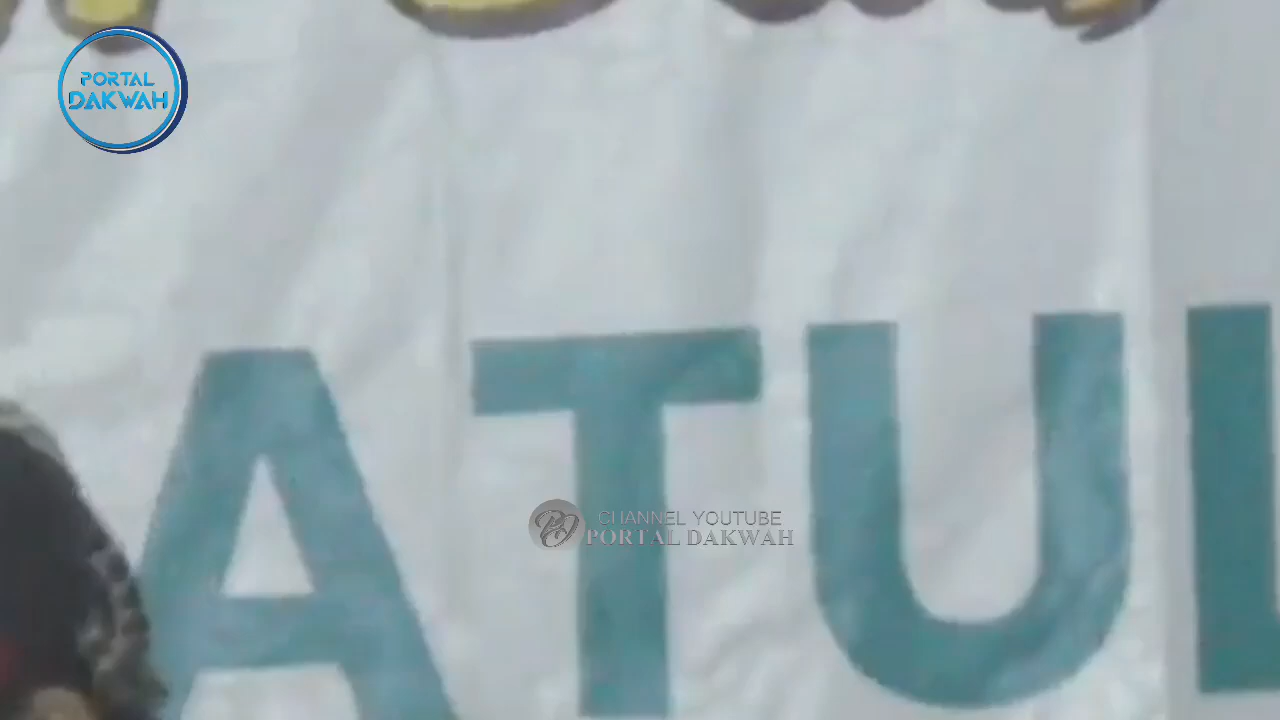 PORTAL
DAKWAH
ATUL
CHANNEL YOUTUBE
PORTAL DAKWAH